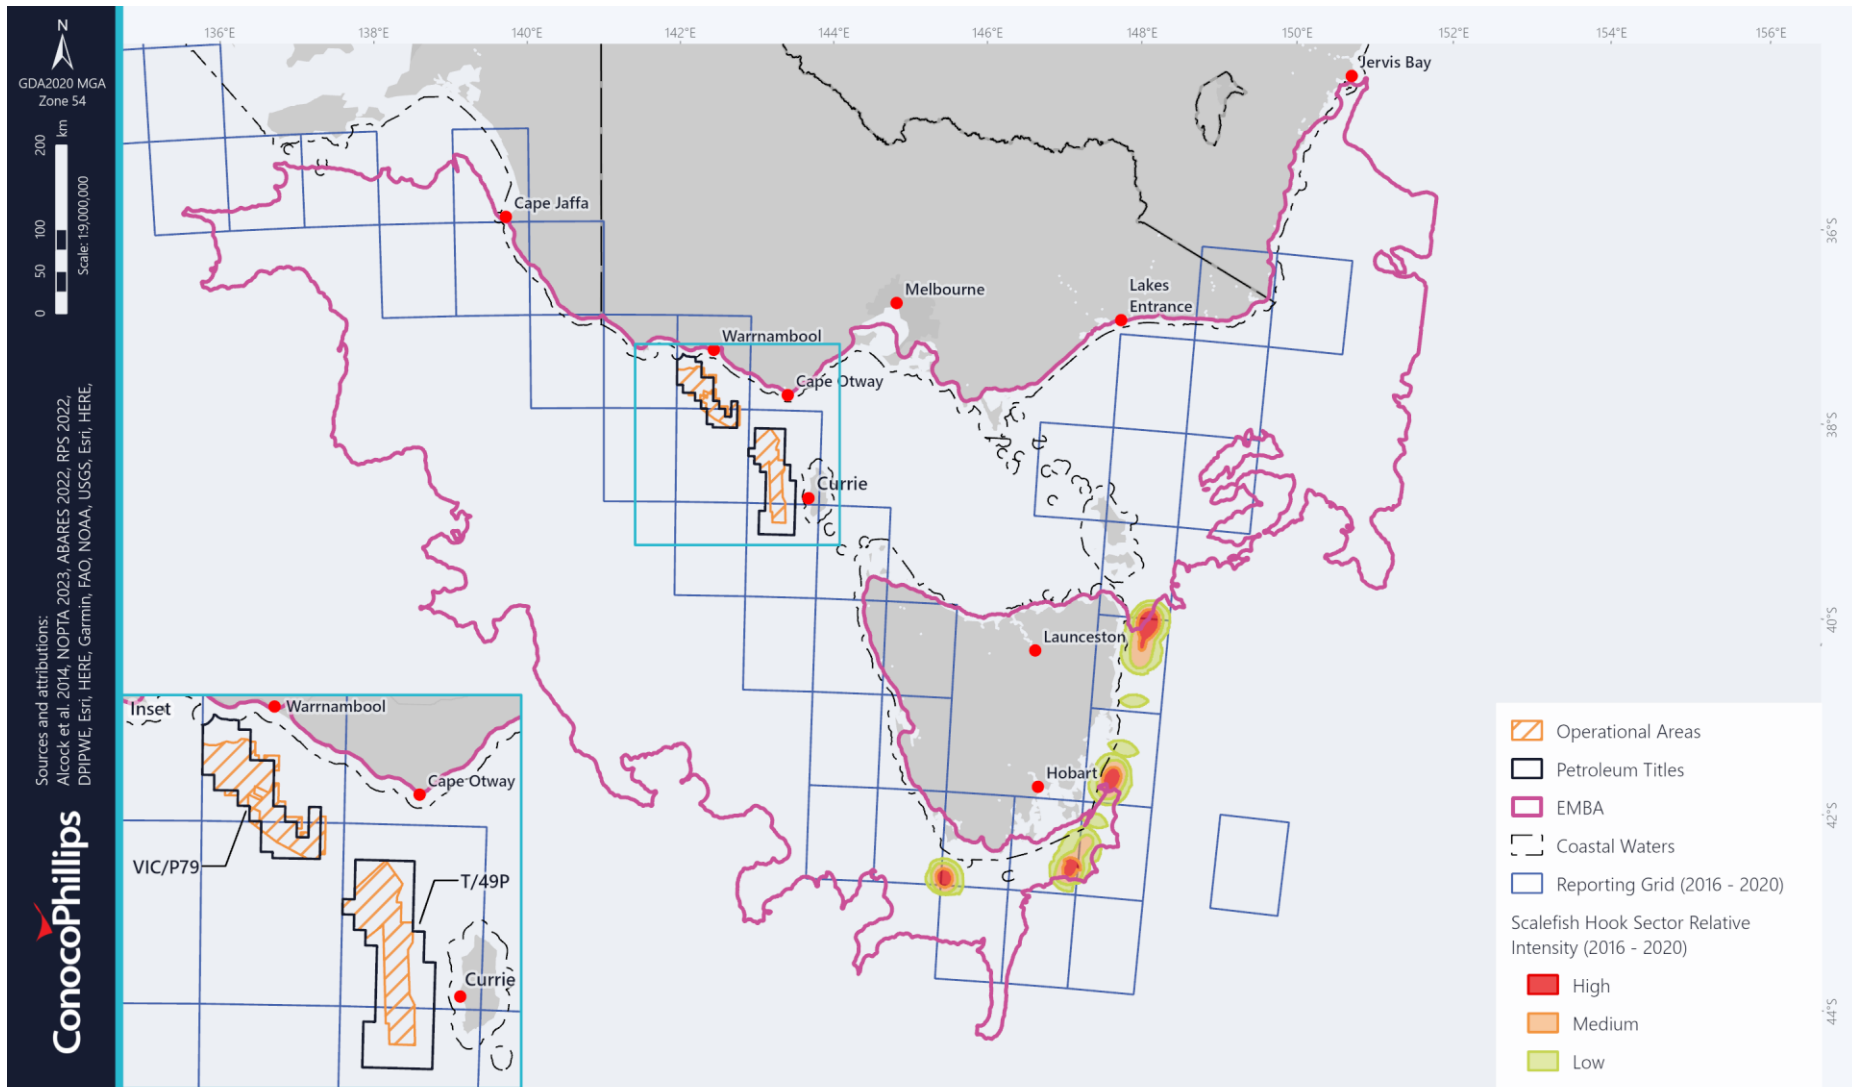 N
GDA2020 MGA
Zone 54
200
100
50
0
km
Scale: 1:9,000,000
Sources and attributions:
Alcock et al. 2014, NOPTA 2023, ABARES 2022, RPS 2022,
DPIPWE, Esri, HERE, Garmin, FAO, NOAA, USGS, Esri, HERE,
ConocoPhillips
136°E
138°E
140°E
142°E
144°E
146°E
148°E
150°E
152°E
154°E
156°E
36°S
38°S
40°S
42°S
44°S
Jervis Bay
Cape Jaffa
Melbourne
Lakes
Entrance
Warrnambool
Cape Otway
Currie
Launceston
Hobart
Inset
Warrnambool
Cape Otway
VIC/P79
T/49P
Currie
Operational Areas
Petroleum Titles
EMBA
Coastal Waters
Reporting Grid (2016 - 2020)
Scalefish Hook Sector Relative
Intensity (2016 - 2020)
High
Medium
Low